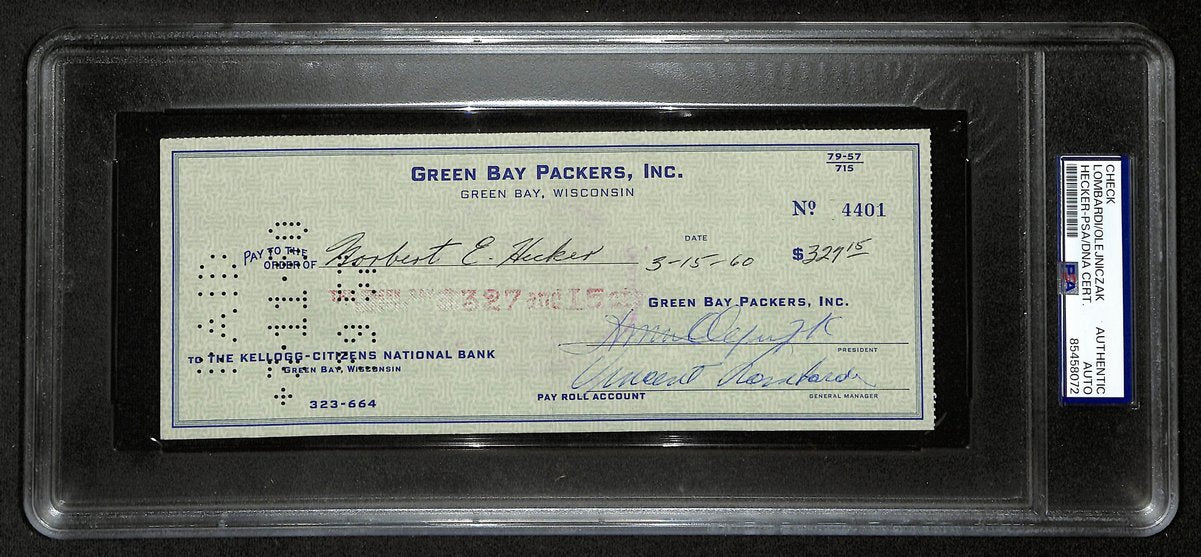 GREEN BAY PACKERS, INC.
GREEN BAY, WISCONSIN
79-57
715
Nº 4401
PAY TO THE
ORDER OF Norbert E. Hecker
DATE
3-15-60
$327 15
$327 and 15
GREEN BAY PACKERS, INC.
PRESIDENT
TO THE KELLOGG-CITIZENS NATIONAL BANK
GREEN BAY, WISCONSIN
Vincent Lombardi
PAY ROLL ACCOUNT
GENERAL MANAGER
323-664
CHECK
LOMBARDI/OLEJNICZAK
HECKER-PSA/DNA CERT.
PSA
AUTHENTIC
AUTO
85458072